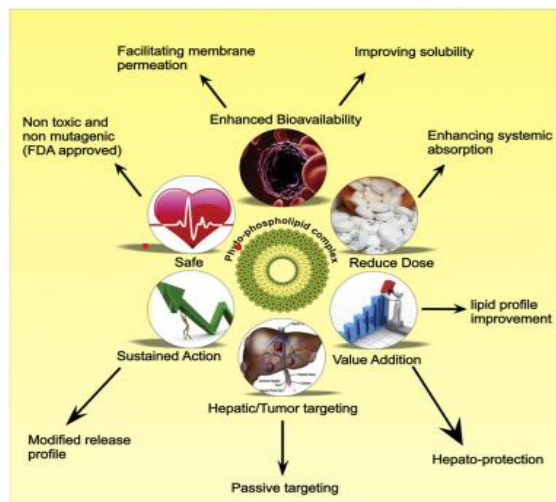 Facilitating membrane
permeation
Improving solubility
Enhanced Bioavailability
Non toxic and
non mutagenic
(FDA approved)
Enhancing systemic
absorption
Phyto-phospholipid complex
Safe
Reduce Dose
lipid profile
improvement
Sustained Action
Value Addition
Hepatic/Tumor targeting
Modified release
profile
Hepato-protection
Passive targeting